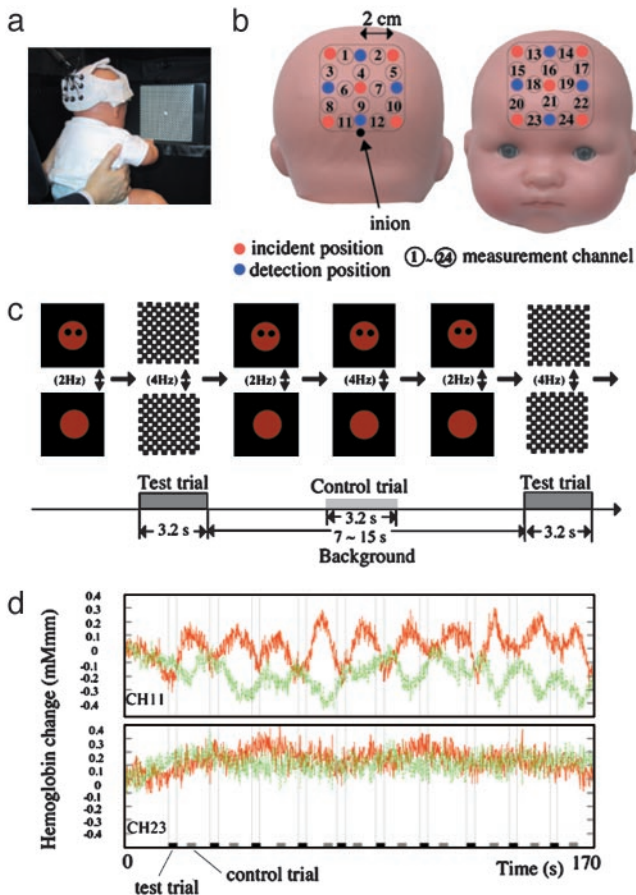 a
b
2 cm
1 2
3 4 5
6 7
8 9 10
11 12
13 14
15 16 17
18 19
20 21 22
23 24
inion
incident position
detection position
1 ~ 24 measurement channel
c
(2Hz) (4Hz) (2Hz) (4Hz) (2Hz) (4Hz)
Test trial Control trial Test trial
3.2 s 3.2 s 3.2 s
7 ~ 15 s
Background
d
Hemoglobin change (mMmm)
0.4
0.3
0.2
0.1
0
-0.1
-0.2
-0.3
-0.4
CH11
0.4
0.3
0.2
0.1
0
-0.1
-0.2
-0.3
-0.4
CH23
0 Time (s) 170
test trial control trial